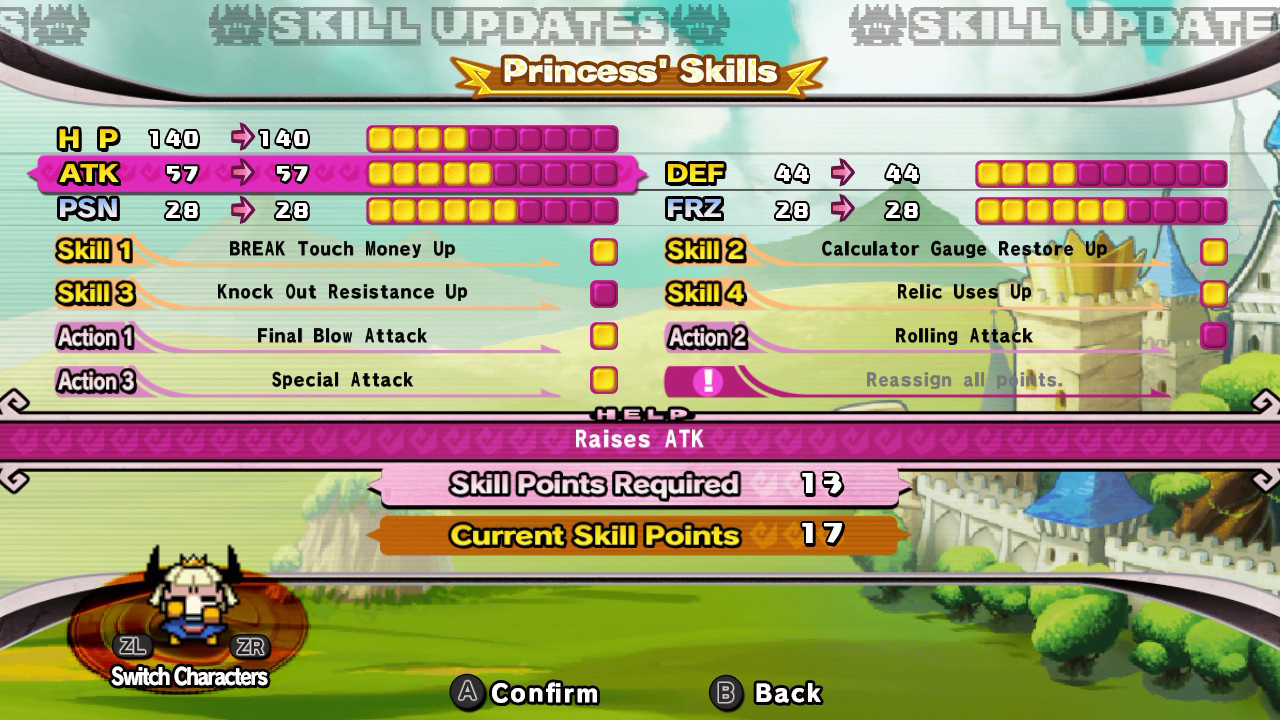 SKILL UPDATES SKILL UPDATE
Princess' Skills
H P 140 140
ATK 57 57 DEF 44 44
PSN 28 28 FRZ 28 28
Skill 1 BREAK Touch Money Up Skill 2 Calculator Gauge Restore Up
Skill 3 Knock Out Resistance Up Skill 4 Relic Uses Up
Action 1 Final Blow Attack Action 2 Rolling Attack
Action 3 Special Attack ! Reassign all points.
HELP
Raises ATK
Skill Points Required 13
Current Skill Points 17
ZL ZR
Switch Characters
A Confirm B Back